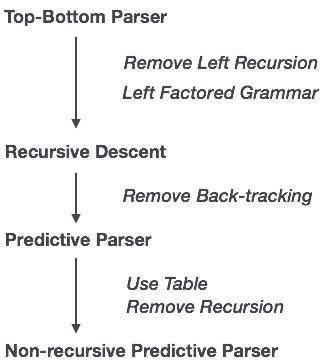 Top-Bottom Parser
Remove Left Recursion
Left Factored Grammar
Recursive Descent
Remove Back-tracking
Predictive Parser
Use Table
Remove Recursion
Non-recursive Predictive Parser